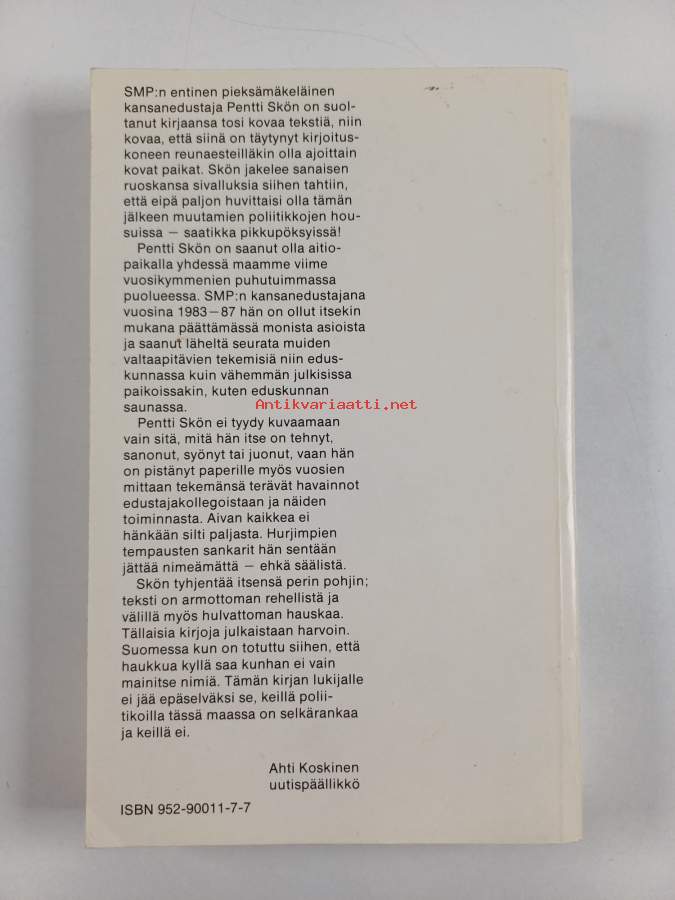 SMP:n entinen pieksämäkeläinen
kansanedustaja Pentti Skön on suol-
tanut kirjaansa tosi kovaa tekstiä, niin
kovaa, että siinä on täytynyt kirjoitus-
koneen reunaesteilläkin olla ajoittain
kovat paikat. Skön jakelee sanaisen
ruoskansa sivalluksia siihen tahtiin,
että eipä paljon huvittaisi olla tämän
jälkeen muutamien poliitikkojen hou-
suissa – saatikka pikkupöksyissä!
Pentti Skön on saanut olla aitio-
paikalla yhdessä maamme viime
vuosikymmenien puhutuimmassa
puolueessa. SMP:n kansanedustajana
vuosina 1983–87 hän on ollut itsekin
mukana päättämässä monista asioista
ja saanut läheltä seurata muiden
valtaapitävien tekemisiä niin edus-
kunnassa kuin vähemmän julkisissa
paikoissakin, kuten eduskunnan
saunassa.
Antikvariaatti.net
Pentti Skön ei tyydy kuvaamaan
vain sitä, mitä hän itse on tehnyt,
sanonut, syönyt tai juonut, vaan hän
on pistänyt paperille myös vuosien
mittaan tekemänsä terävät havainnot
edustajakollegoistaan ja näiden
toiminnasta. Aivan kaikkea ei
hänkään silti paljasta. Hurjimpien
tempausten sankarit hän sentään
jättää nimeämättä – ehkä säälistä.
Skön tyhjentää itsensä perin pohjin;
teksti on armottoman rehellistä ja
välillä myös hulvattoman hauskaa.
Tällaisia kirjoja julkaistaan harvoin.
Suomessa kun on totuttu siihen, että
haukkua kyllä saa kunhan ei vain
mainitse nimiä. Tämän kirjan lukijalle
ei jää epäselväksi se, keillä polii-
tikoilla tässä maassa on selkärankaa
ja keillä ei.
Ahti Koskinen
uutispäällikkö
ISBN 952-90011-7-7